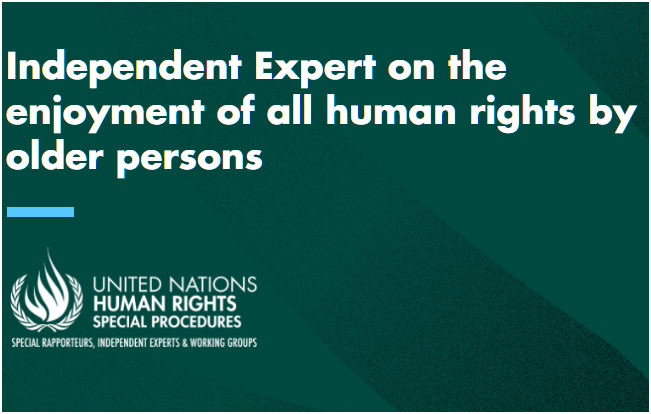 Independent Expert on the
enjoyment of all human rights by
older persons
UNITED NATIONS
HUMAN RIGHTS
SPECIAL PROCEDURES
SPECIAL RAPPORTEURS, INDEPENDENT EXPERTS & WORKING GROUPS